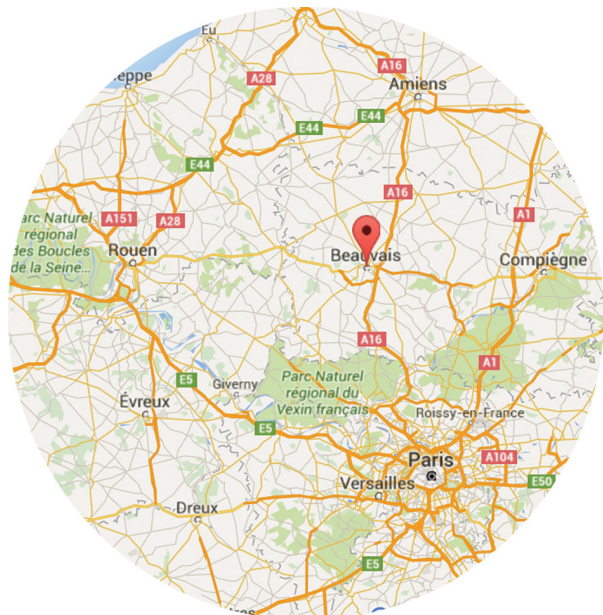 Eu
A16
A28
Amiens
E44
E44
E44
A16
A1
A151
A28
Parc Naturel
régional
des Boucles
de la Seine...
Rouen
Beauvais
Compiègne
A16
A1
E5
Giverny
Parc Naturel
régional du
Vexin français
Évreux
Roissy-en-France
E5
Paris
A104
Versailles
E50
Dreux
E5